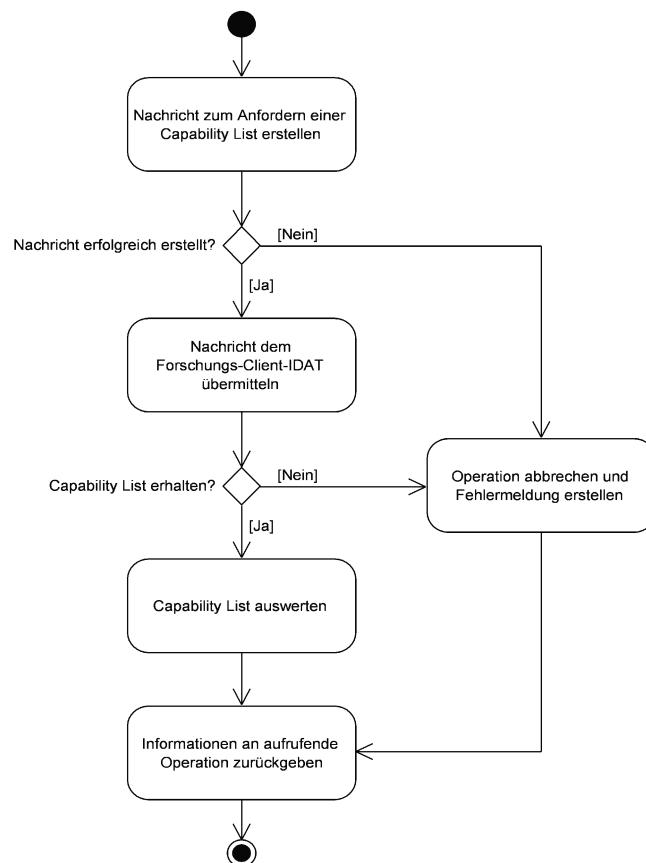 Nachricht zum Anfordern einer
Capability List erstellen
Nachricht erfolgreich erstellt?
[Nein]
[Ja]
Nachricht dem
Forschungs-Client-IDAT
übermitteln
Capability List erhalten?
[Nein]
Operation abbrechen und
Fehlermeldung erstellen
[Ja]
Capability List auswerten
Informationen an aufrufende
Operation zurückgeben